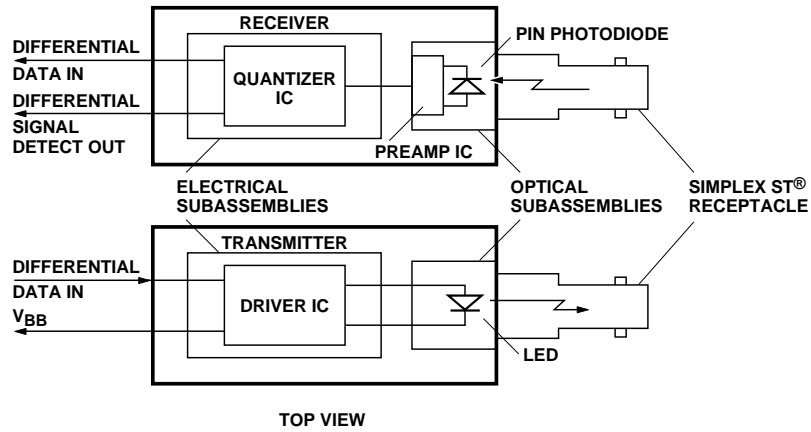 RECEIVER
PIN PHOTODIODE
DIFFERENTIAL
DATA IN
DIFFERENTIAL
SIGNAL
DETECT OUT
QUANTIZER
IC
PREAMP IC
ELECTRICAL
SUBASSEMBLIES
OPTICAL
SUBASSEMBLIES
SIMPLEX ST®
RECEPTACLE
TRANSMITTER
DIFFERENTIAL
DATA IN
VBB
DRIVER IC
LED
TOP VIEW